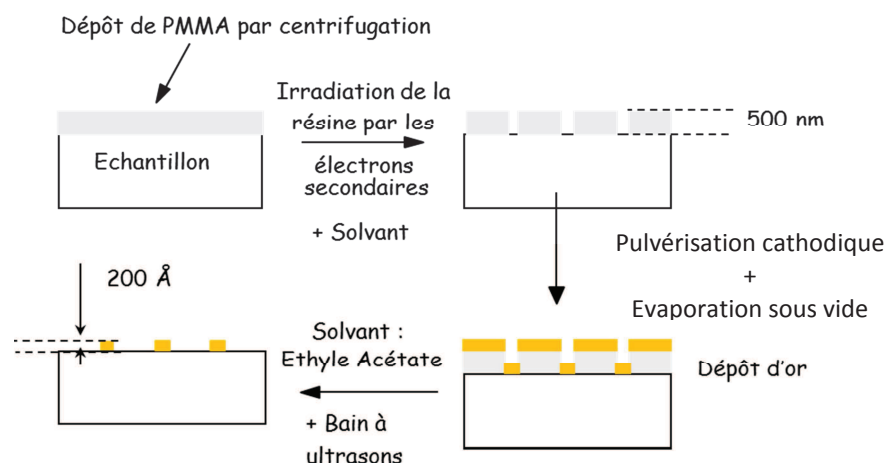 Dépôt de PMMA par centrifugation
Irradiation de la
résine par les
électrons
secondaires
+ Solvant
Echantillon
500 nm
Pulvérisation cathodique
+
Evaporation sous vide
Dépôt d'or
Solvant :
Ethyle Acétate
+ Bain à
ultrasons
200 Å